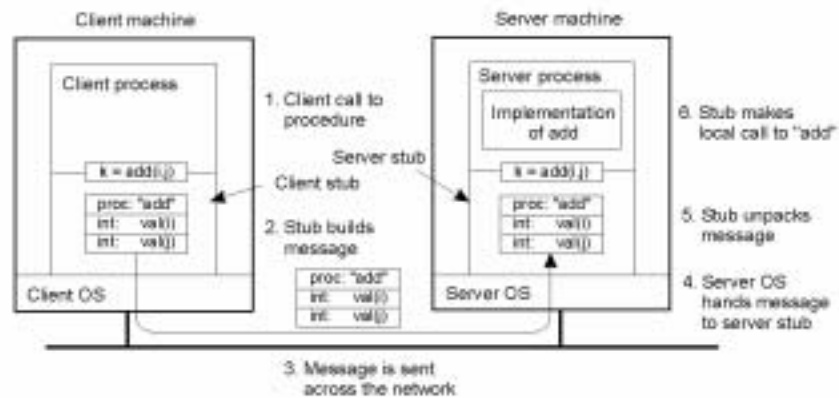 Client machine
Server machine
Client process
1. Client call to
procedure
Server process
Implementation
of add
6. Stub makes
local call to "add"
Server stub
k = add(i,j)
k = add(i,j)
Client stub
proc: "add"
int: val(i)
int: val(j)
2. Stub builds
message
proc: "add"
int: val(i)
int: val(j)
5. Stub unpacks
message
proc: "add"
int: val(i)
int: val(j)
Client OS
Server OS
4. Server OS
hands message
to server stub
3. Message is sent
across the network